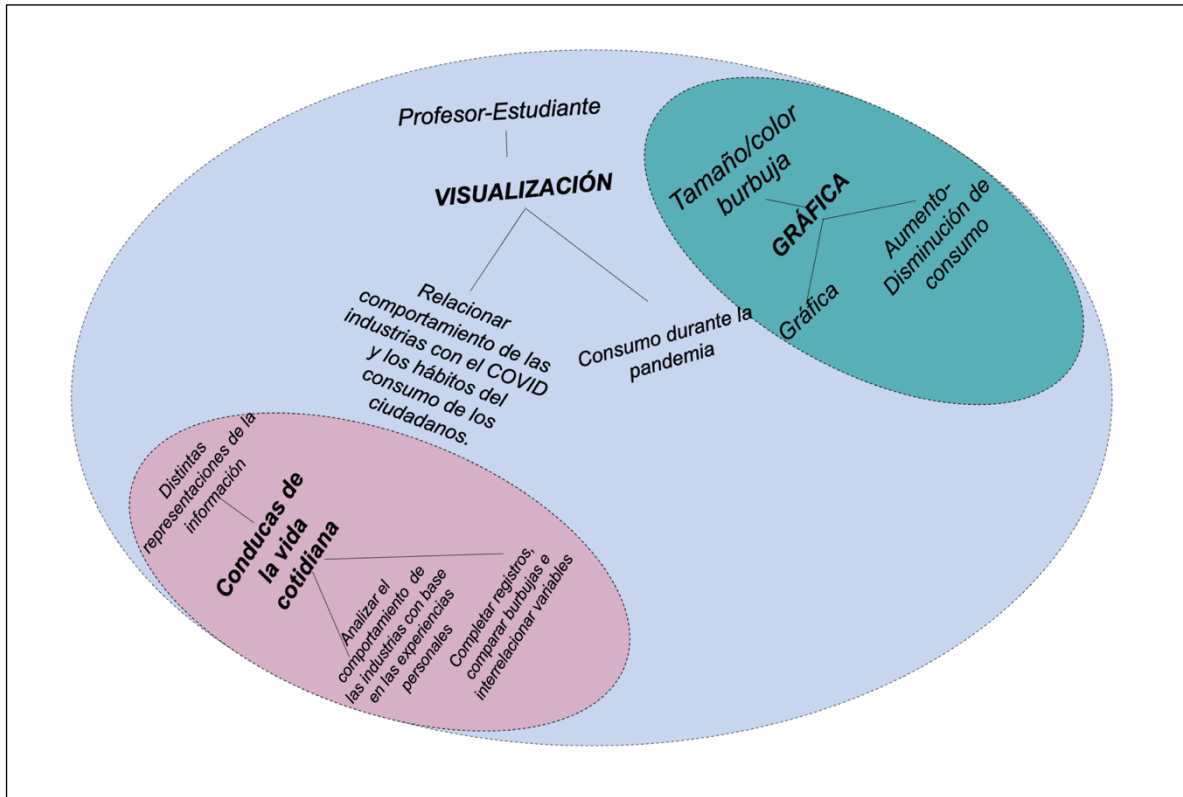 Profesor-Estudiante
VISUALIZACIÓN
Relacionar
comportamiento de las
industrias con el COVID
y los hábitos del
consumo de los
ciudadanos.
Consumo durante la
pandemia
Tamaño/color
burbuja
GRÁFICA
Aumento-
Disminución de
consumo
Gráfica
Distintas
representaciones de la
información
Conducas de
la vida
cotidiana
Analizar el
comportamiento de
las industrias con base
en las experiencias
personales
Completar registros,
comparar burbujas e
interrelacionar variables